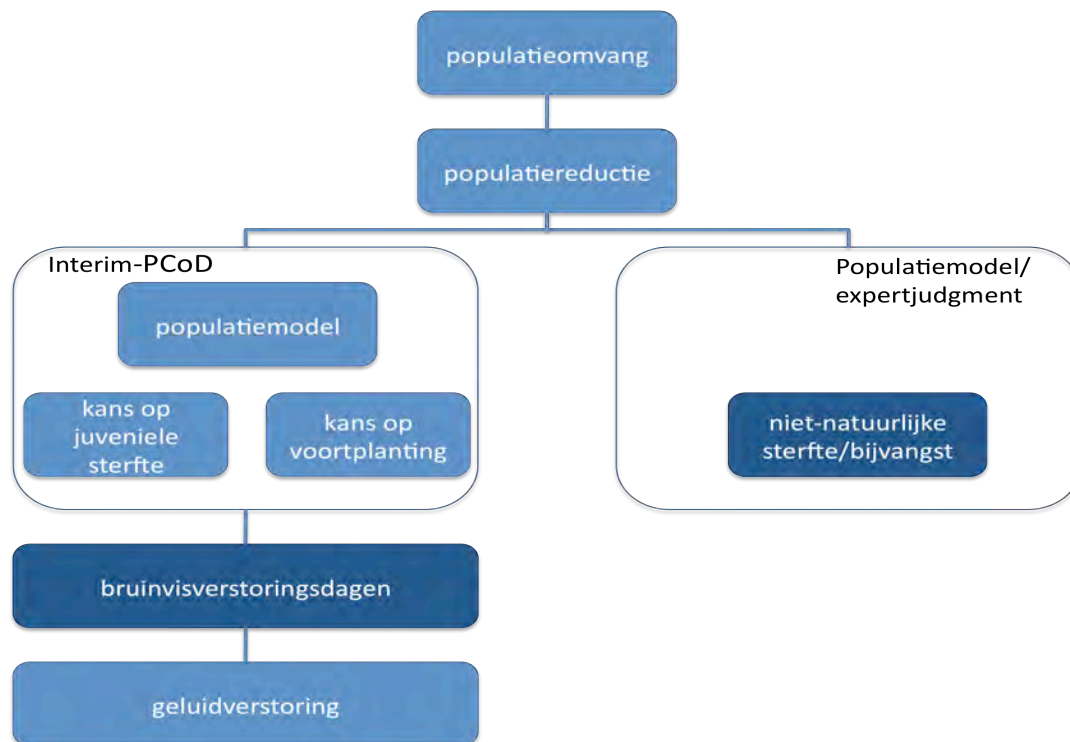 populatieomvang
populatiereductie
Interim-PCoD
populatiemodel
kans op
juveniele
sterfte
kans op
voortplanting
Populatiemodel/
expertjudgment
niet-natuurlijke
sterfte/bijvangst
bruinvisverstoringsdagen
geluidverstoring